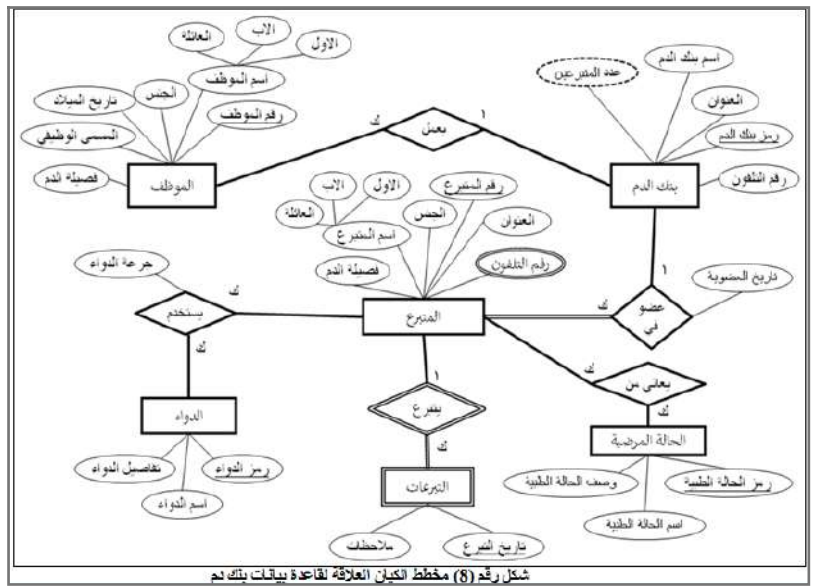 العائلة
الاب
الاول
اسم الموظف
الجنس
تاريخ الميلاد
رقم الموظف
المسمى الوظيفي
فصيلة الدم
الموظف
ك
يعمل
١
عدد المتبرعين
اسم بنك الدم
العنوان
رمز بنك الدم
رقم التلفون
بنك الدم
العائلة
الاب
الاول
اسم المتبرع
الجنس
رقم المتبرع
العنوان
رقم التلفون
فصيلة الدم
المتبرع
١
عضو
في
ك
تاريخ العضوية
جرعة الدواء
يستخدم
ك
ك
الدواء
تفاصيل الدواء
اسم الدواء
رمز الدواء
١
يتبرع
ك
التبرعات
ملاحظات
تاريخ التبرع
ك
يعاني من
ك
الحالة المرضية
وصف الحالة الطبية
اسم الحالة الطبية
رمز الحالة الطبية
شكل رقم (8) مخطط الكيان العلاقة لقاعدة بيانات بنك دم